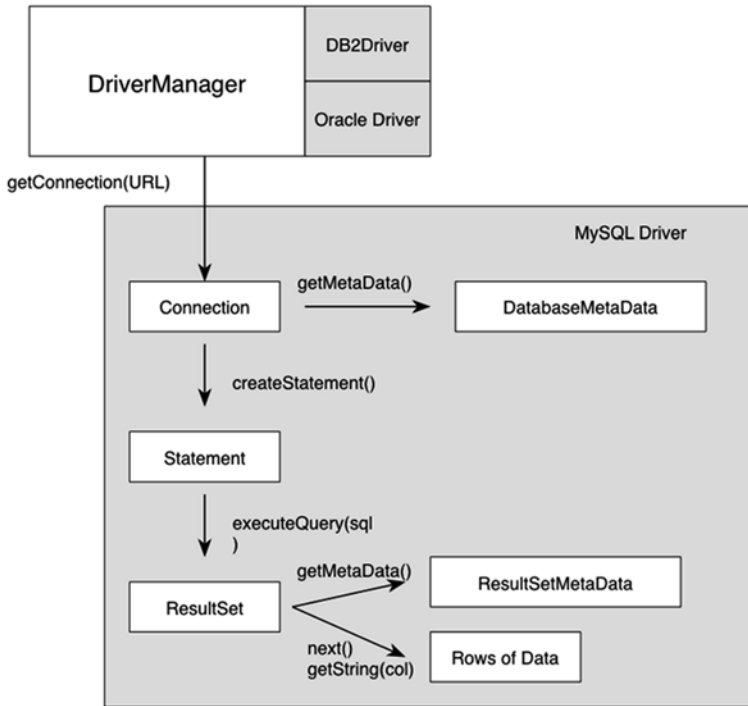 DB2Driver
DriverManager
Oracle Driver
getConnection(URL)
MySQL Driver
getMetaData()
Connection
DatabaseMetaData
createStatement()
Statement
executeQuery(sql
)
getMetaData()
ResultSet
ResultSetMetaData
next()
getString(col)
Rows of Data